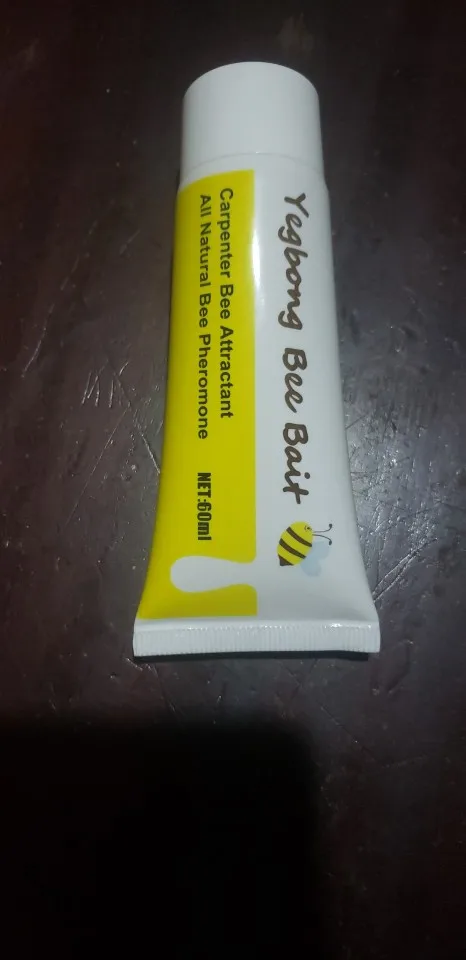 Yegbong Bee Bait
Carpenter Bee Attractant
All Natural Bee Pheromone
NET:60ml